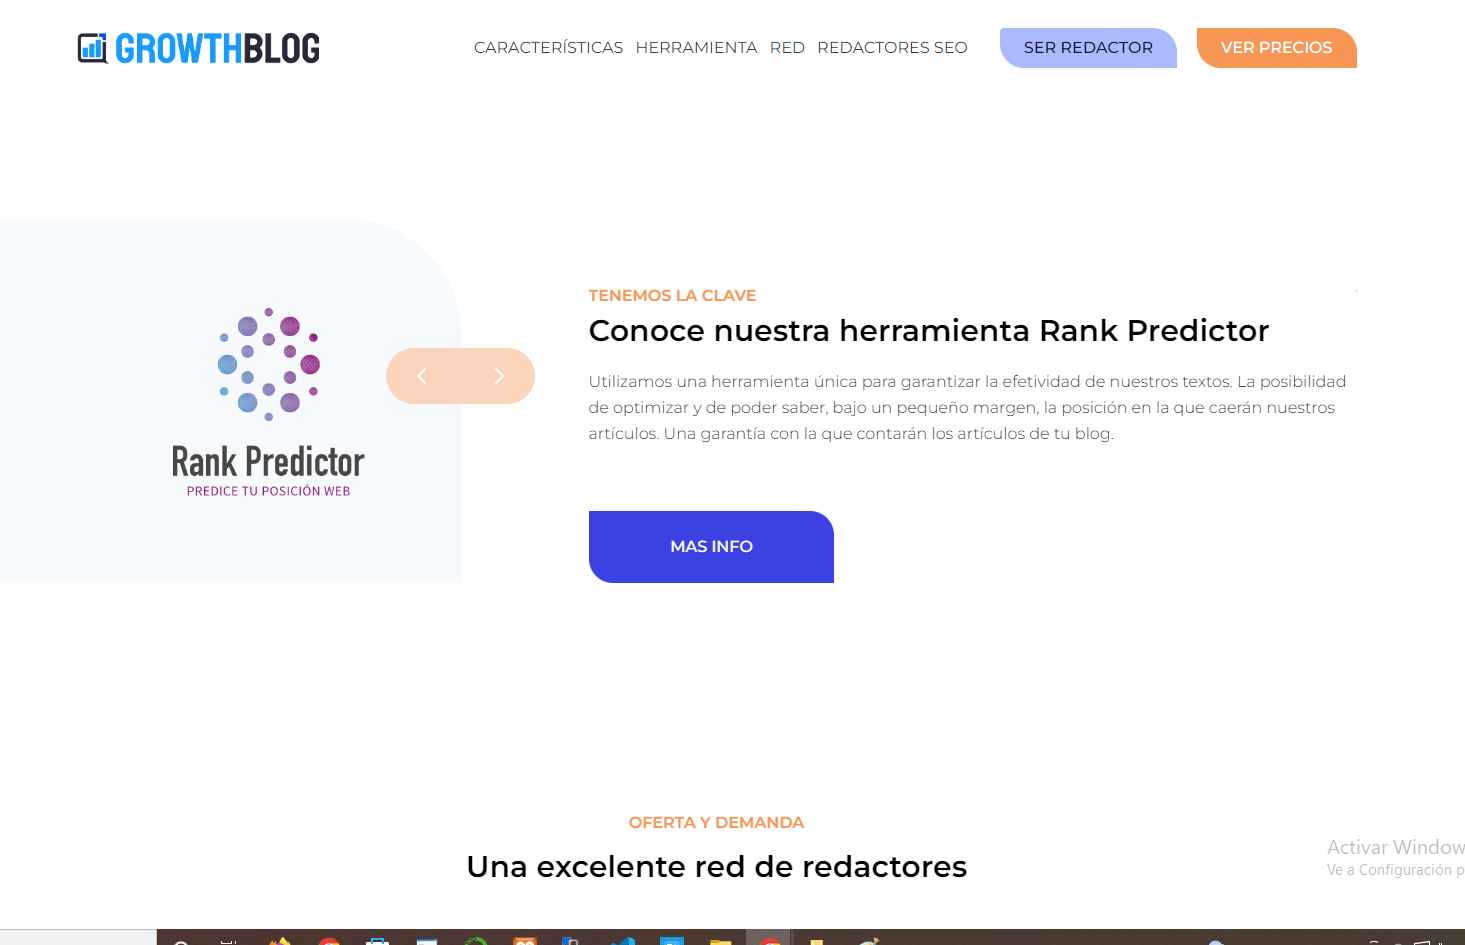 GROWTHBLOG
CARACTERÍSTICAS HERRAMIENTA RED REDACTORES SEO SER REDACTOR VER PRECIOS
Rank Predictor
PREDICE TU POSICIÓN WEB
TENEMOS LA CLAVE
Conoce nuestra herramienta Rank Predictor
Utilizamos una herramienta única para garantizar la efetividad de nuestros textos. La posibilidad
de optimizar y de poder saber, bajo un pequeño margen, la posición en la que caerán nuestros
artículos. Una garantía con la que contarán los artículos de tu blog.
MAS INFO
OFERTA Y DEMANDA
Una excelente red de redactores
Activar Window
Ve a Configuración p